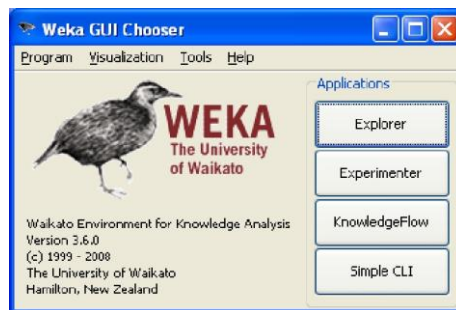 Weka GUI Chooser
Program Visualization Tools Help
Applications
WEKA
The University
of Waikato
Explorer
Experimenter
KnowledgeFlow
Simple CLI
Waikato Environment for Knowledge Analysis
Version 3.6.0
(c) 1999 - 2008
The University of Waikato
Hamilton, New Zealand